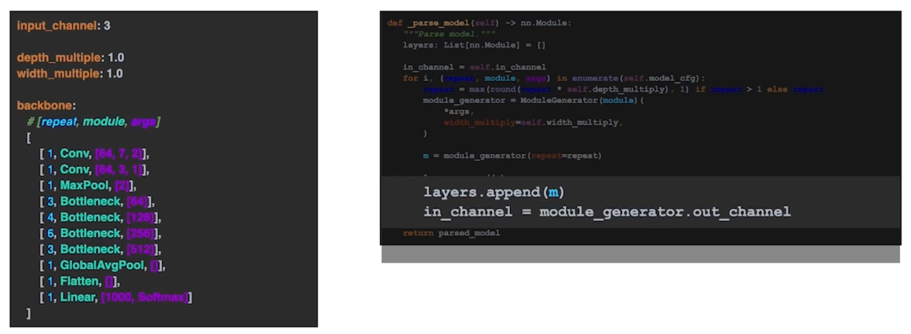 input_channel: 3
depth_multiple: 1.0
width_multiple: 1.0
backbone:
# [repeat, module, args]
[
[ 1, Conv, [64, 7, 2]],
[ 1, Conv, [64, 3, 1]],
[ 1, MaxPool, [2]],
[ 3, Bottleneck, [64]],
[ 4, Bottleneck, [128]],
[ 6, Bottleneck, [256]],
[ 3, Bottleneck, [512]],
[ 1, GlobalAvgPool, []],
[ 1, Flatten, []],
[ 1, Linear, [1000, Softmax]]
]
def _parse_model(self) -> nn.Module:
"""Parse model."""
layers: List[nn.Module] = []
in_channel = self.in_channel
for i, (repeat, module, args) in enumerate(self.model_cfg):
repeat = max(round(repeat * self.depth_multiply), 1) if repeat > 1 else repeat
module_generator = ModuleGenerator(module)(
*args,
width_multiply=self.width_multiply,
)
m = module_generator(repeat=repeat)
layers.append(m)
in_channel = module_generator.out_channel
return parsed_model